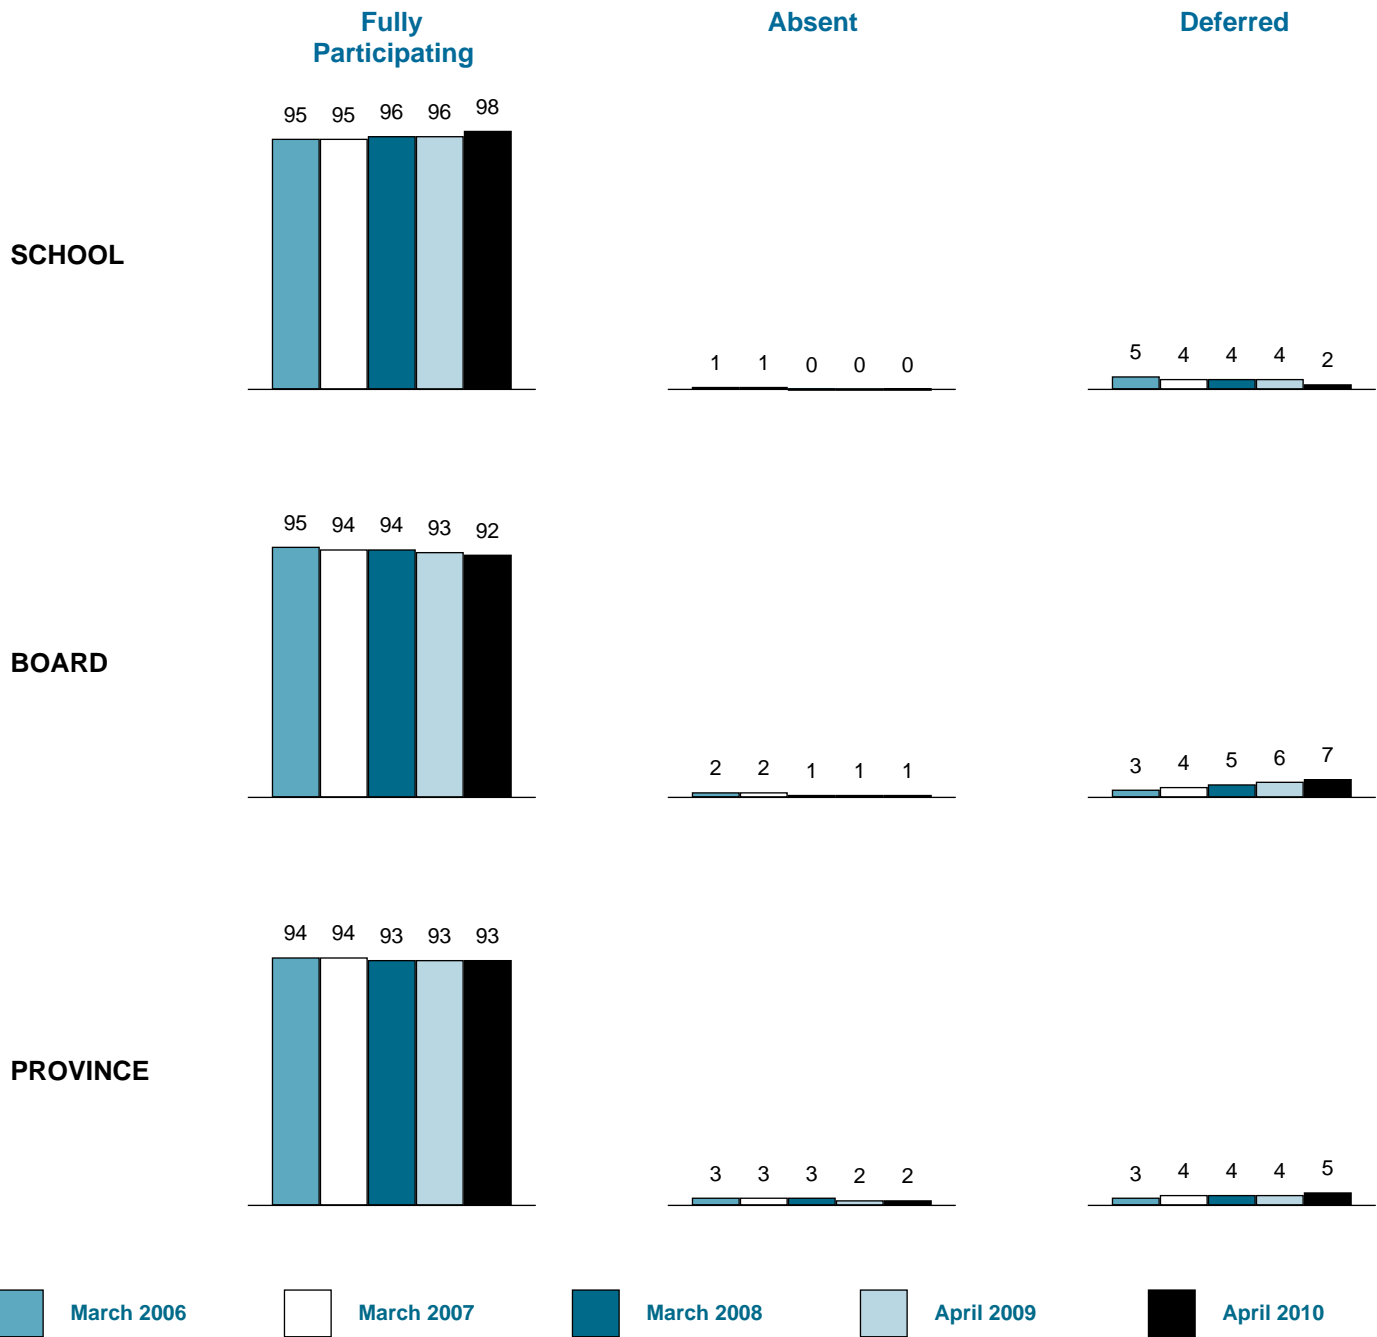 Fully
Participating
Absent
Deferred
SCHOOL
95 95 96 96 98
1 1 0 0 0
5 4 4 4 2
BOARD
95 94 94 93 92
2 2 1 1 1
3 4 5 6 7
PROVINCE
94 94 93 93 93
3 3 3 2 2
3 4 4 4 5
March 2006
March 2007
March 2008
April 2009
April 2010